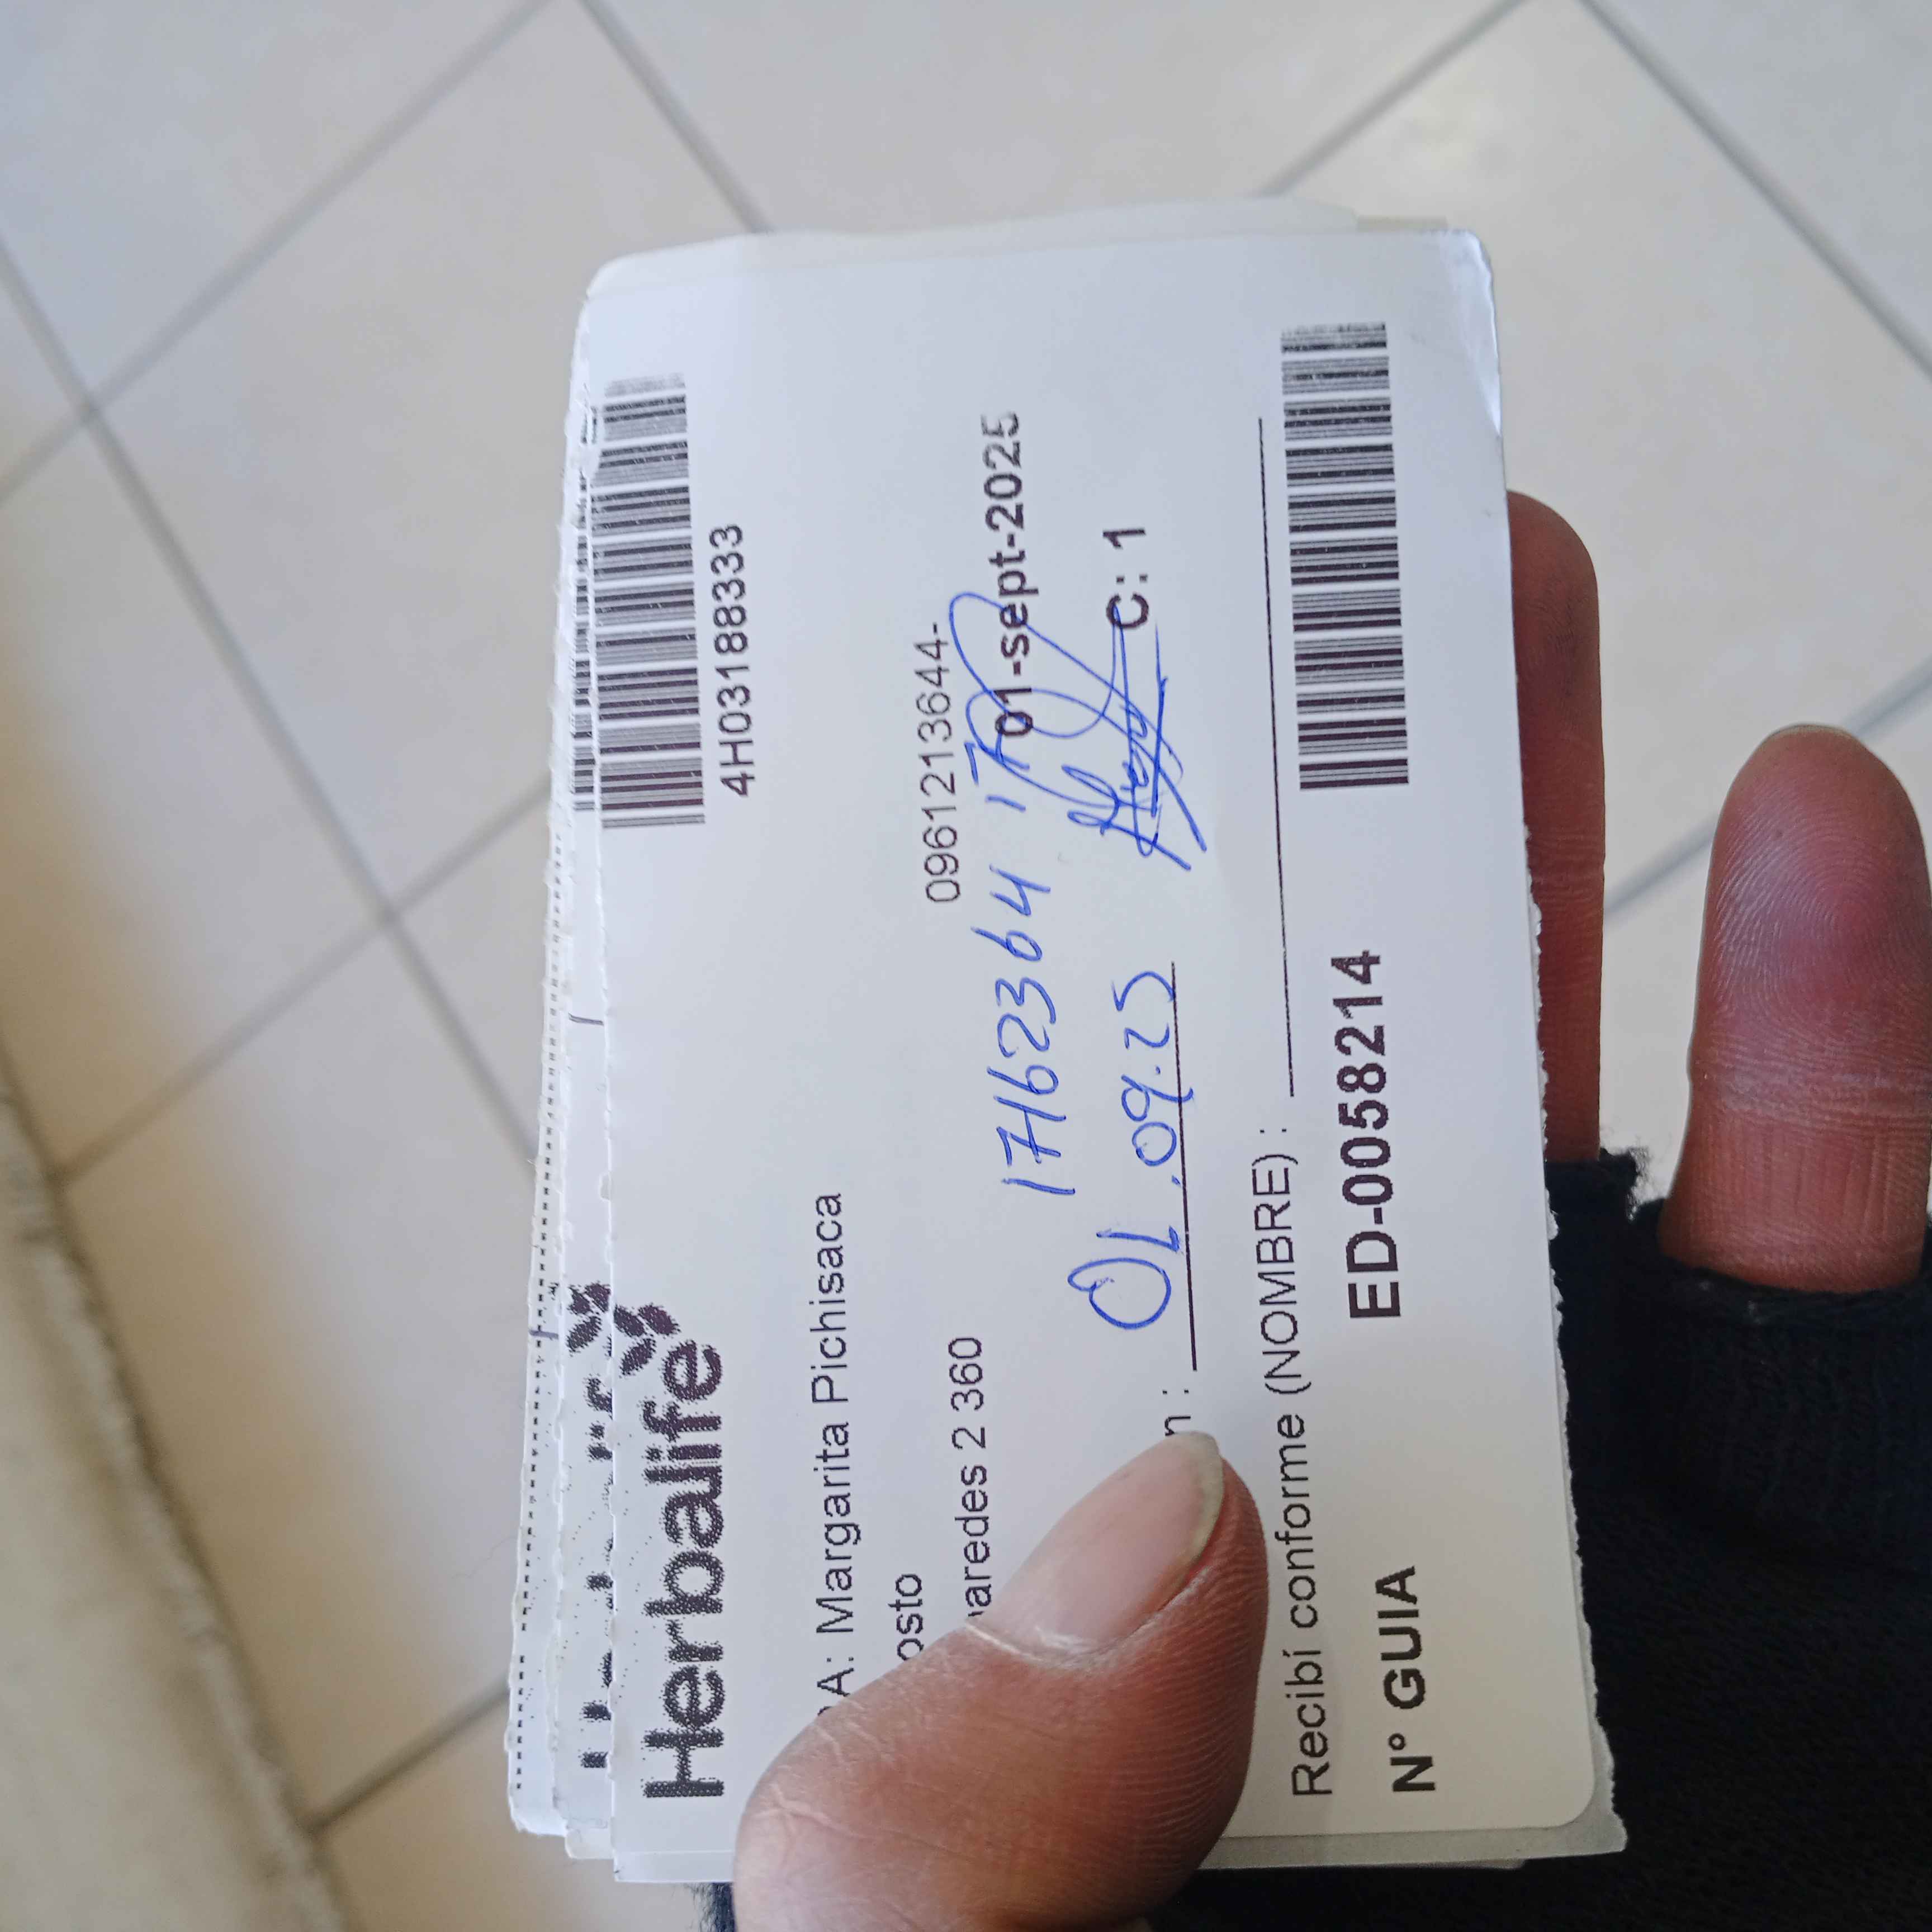 Herbalife
4H03188333
A: Margarita Pichisaca
osto
0961213644-
aredes 2 360
01-sept-2025
17162364
01.09.25
C: 1
n :
Recibí conforme (NOMBRE) :
N° GUIA ED-0058214